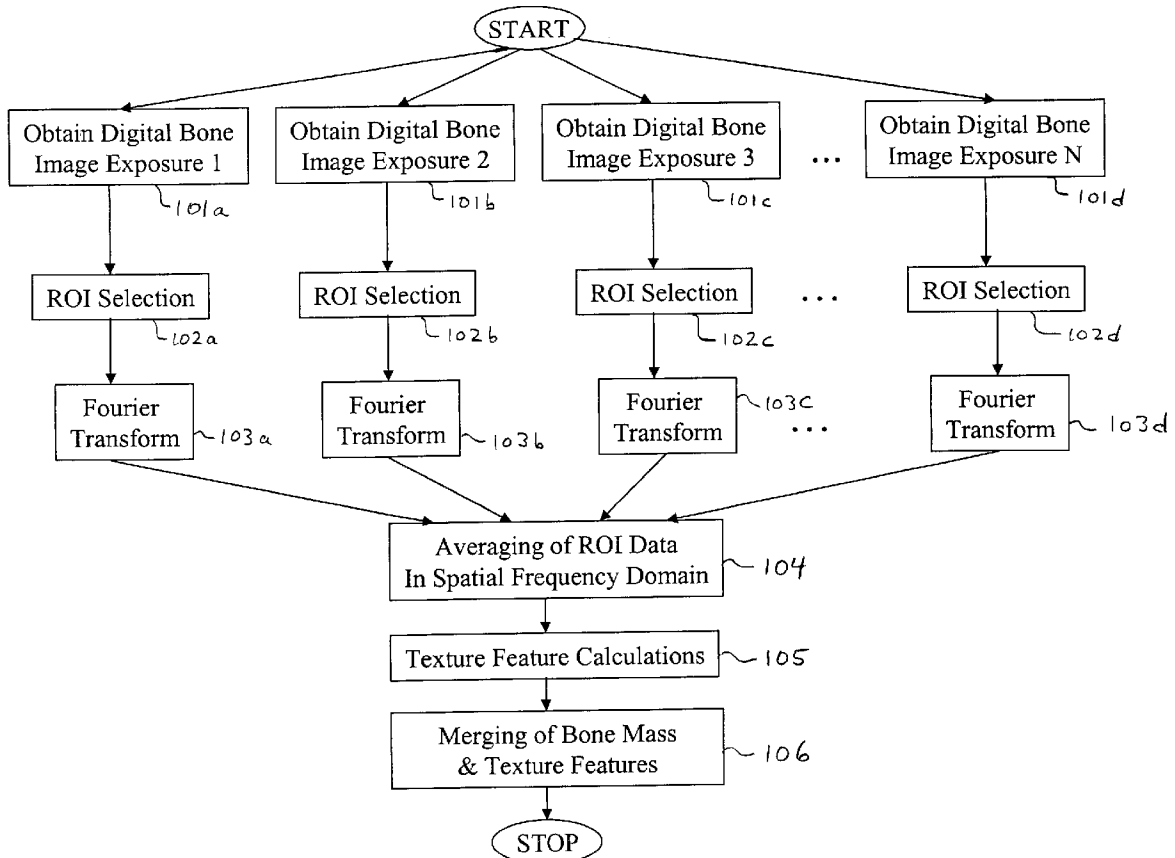 START
Obtain Digital Bone
Image Exposure 1
101a
Obtain Digital Bone
Image Exposure 2
101b
Obtain Digital Bone
Image Exposure 3
101c
...
Obtain Digital Bone
Image Exposure N
101d
ROI Selection
102a
ROI Selection
102b
ROI Selection
102c
...
ROI Selection
102d
Fourier
Transform
103a
Fourier
Transform
103b
Fourier
Transform
103c
...
Fourier
Transform
103d
Averaging of ROI Data
In Spatial Frequency Domain
104
Texture Feature Calculations
105
Merging of Bone Mass
& Texture Features
106
STOP